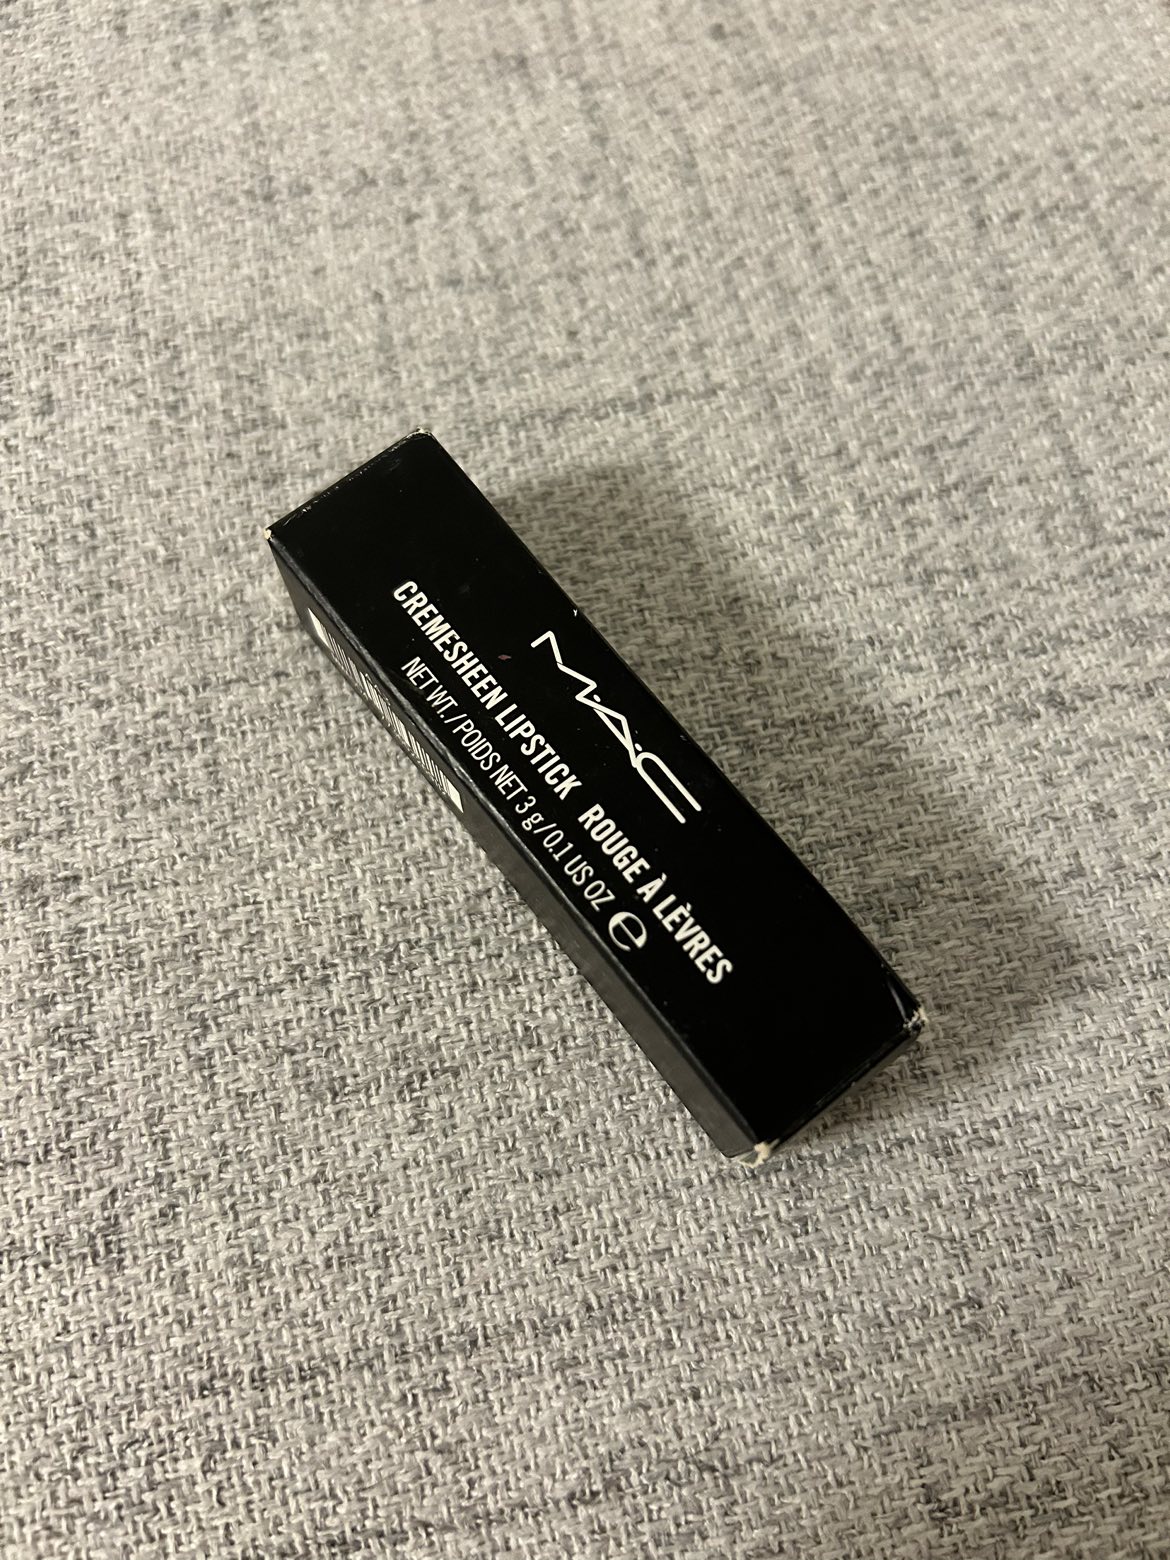 M·A·C
CREMESHEEN LIPSTICK ROUGE À LÈVRES
NET WT./POIDS NET 3 g/0.1 US OZ ℮